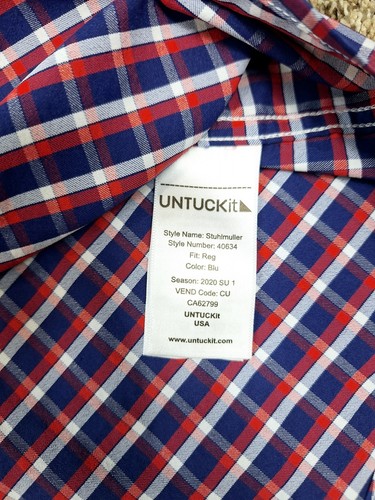 UNTUCKit
Style Name: Stuhlmuller
Style Number: 40634
Fit: Reg
Color: Blu
Season: 2020 SU 1
VEND Code: CU
CA62799
UNTUCKit
USA
www.untuckit.com